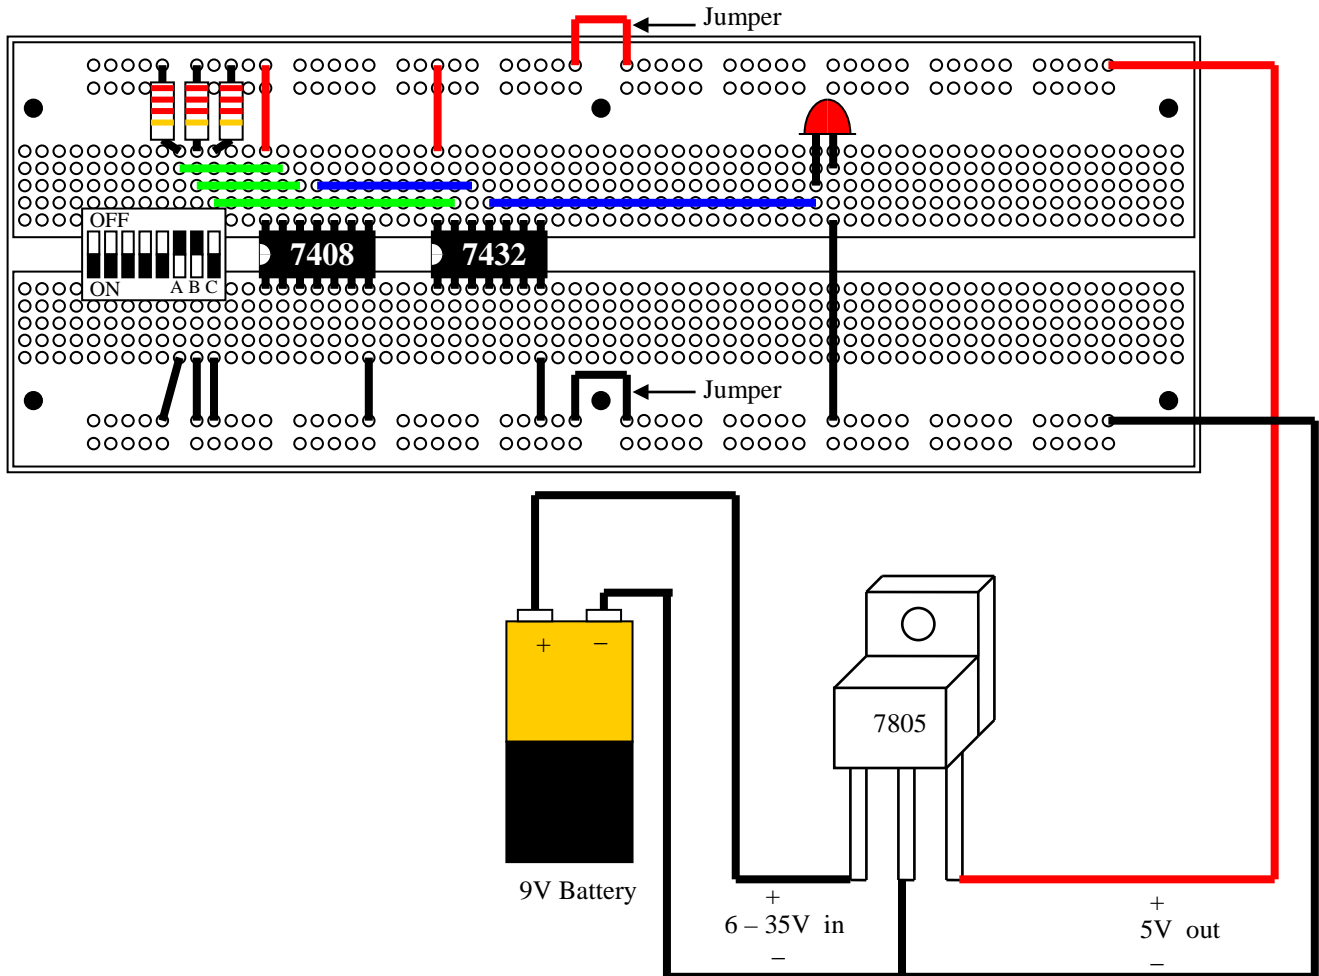 Jumper
OFF
7408
7432
ON
A B C
Jumper
+ –
7805
9V Battery
+
6 – 35V in
–
+
5V out
–